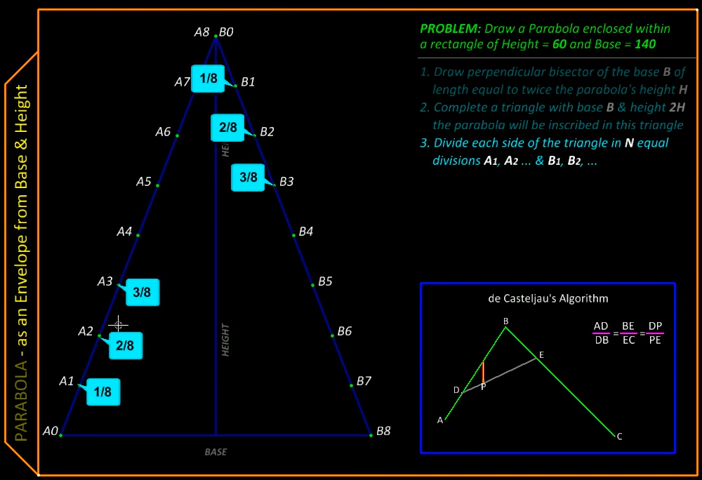 PARABOLA - as an Envelope from Base & Height
PROBLEM: Draw a Parabola enclosed within
a rectangle of Height = 60 and Base = 140
1. Draw perpendicular bisector of the base B of
length equal to twice the parabola's height H
2. Complete a triangle with base B & height 2H
the parabola will be inscribed in this triangle
3. Divide each side of the triangle in N equal
divisions A1, A2 ... & B1, B2, ...
A8 B0
A7 1/8 B1
A6 2/8 B2
HEI
A5 3/8 B3
A4 B4
A3 3/8 B5
A2 2/8 HEIGHT B6
A1 1/8 B7
A0 B8
BASE
de Casteljau's Algorithm
AD BE DP
DB = EC = PE
B
E
D P
A
C